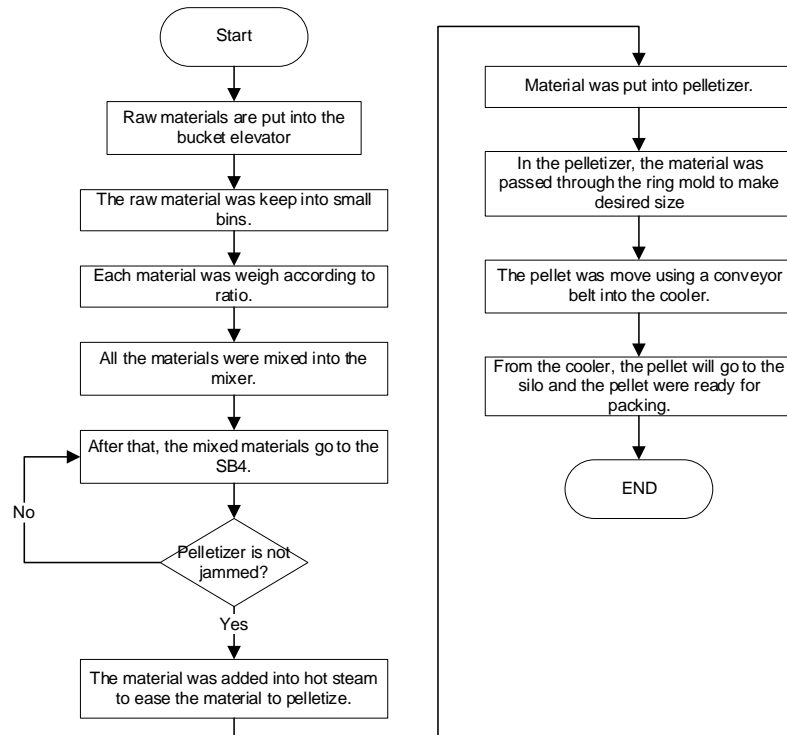 Start
Raw materials are put into the
bucket elevator
The raw material was keep into small
bins.
Each material was weigh according to
ratio.
All the materials were mixed into the
mixer.
After that, the mixed materials go to the
SB4.
No
Pelletizer is not
jammed?
Yes
The material was added into hot steam
to ease the material to pelletize.
Material was put into pelletizer.
In the pelletizer, the material was
passed through the ring mold to make
desired size
The pellet was move using a conveyor
belt into the cooler.
From the cooler, the pellet will go to the
silo and the pellet were ready for
packing.
END